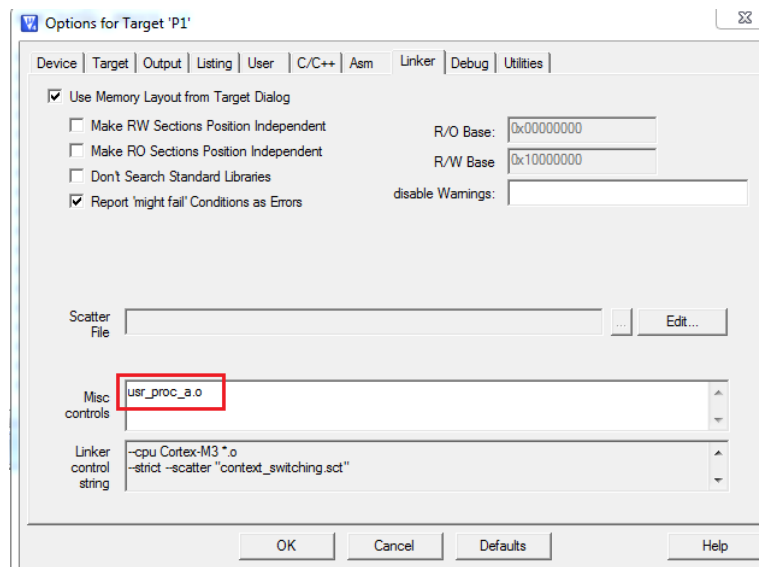 Options for Target 'P1'
Device Target Output Listing User C/C++ Asm Linker Debug Utilities
Use Memory Layout from Target Dialog
Make RW Sections Position Independent
Make RO Sections Position Independent
Don't Search Standard Libraries
Report 'might fail' Conditions as Errors
R/O Base: 0x00000000
R/W Base 0x10000000
disable Warnings:
Scatter
File
... Edit...
Misc
controls
usr_proc_a.o
Linker
control
string
--cpu Cortex-M3 *.o
--strict --scatter "context_switching.sct"
OK Cancel Defaults Help